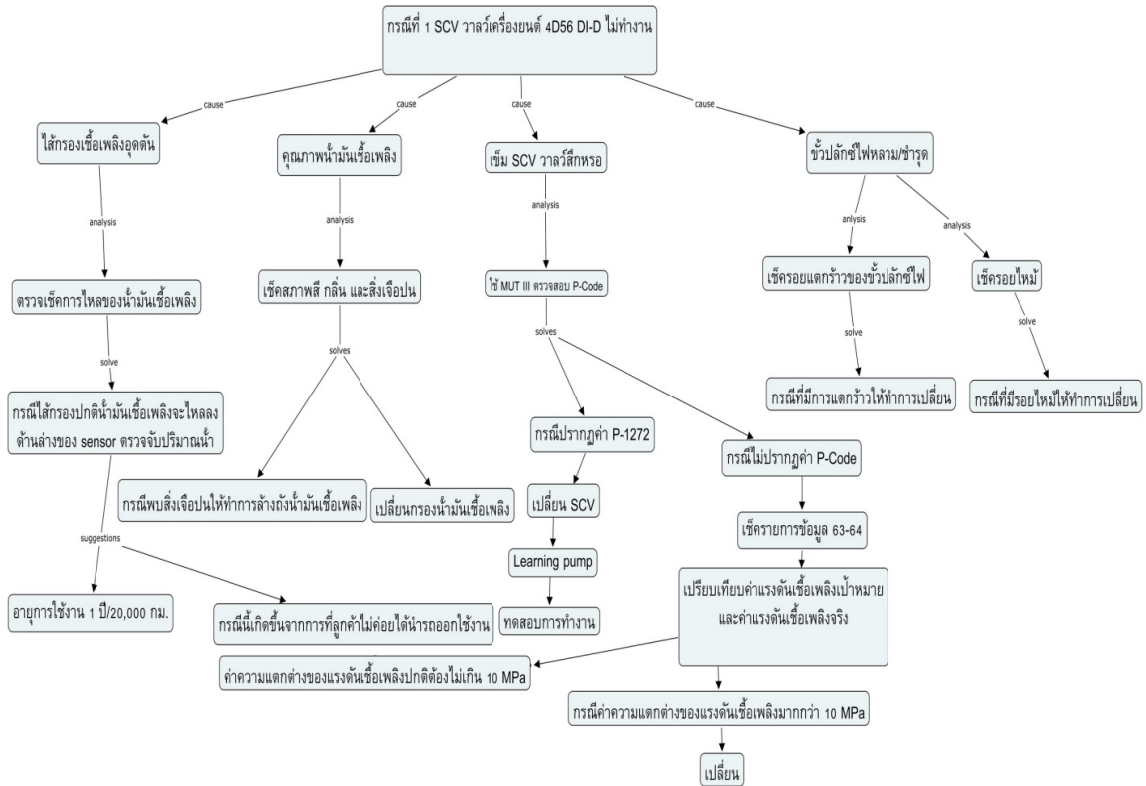 กรณีที่ 1 SCV วาลว์เครื่องยนต์ 4D56 DI-D ไม่ทำงาน
cause
cause
cause
cause
ไส้กรองเชื้อเพลิงอุดตัน
คุณภาพน้ำมันเชื้อเพลิง
เข็ม SCV วาลว์สึกหรอ
ขั้วปลักซ์ไฟหลาม/ชำรุด
analysis
analysis
analysis
anlysis
analysis
ตรวจเช็คการไหลของน้ำมันเชื้อเพลิง
เช็คสภาพสี กลิ่น และสิ่งเจือปน
ใช้ MUT III ตรวจสอบ P-Code
เช็ครอยแตกร้าวของขั้วปลักซ์ไฟ
เช็ครอยไหม้
solve
solves
solves
solve
solve
กรณีไส้กรองปกติน้ำมันเชื้อเพลิงจะไหลลง
ด้านล่างของ sensor ตรวจจับปริมาณน้ำ
กรณีที่มีการแตกร้าวให้ทำการเปลี่ยน
กรณีที่มีรอยไหม้ให้ทำการเปลี่ยน
กรณีปรากฏค่า P-1272
กรณีไม่ปรากฏค่า P-Code
กรณีพบสิ่งเจือปนให้ทำการล้างถังน้ำมันเชื้อเพลิง
เปลี่ยนกรองน้ำมันเชื้อเพลิง
เปลี่ยน SCV
เช็ครายการข้อมูล 63-64
suggestions
Learning pump
อายุการใช้งาน 1 ปี/20,000 กม.
กรณีนี้เกิดขึ้นจากการที่ลูกค้าไม่ค่อยได้นำรถออกใช้งาน
ทดสอบการทำงาน
เปรียบเทียบค่าแรงดันเชื้อเพลิงเป้าหมาย
และค่าแรงดันเชื้อเพลิงจริง
ค่าความแตกต่างของแรงดันเชื้อเพลิงปกติต้องไม่เกิน 10 MPa
กรณีค่าความแตกต่างของแรงดันเชื้อเพลิงมากกว่า 10 MPa
เปลี่ยน